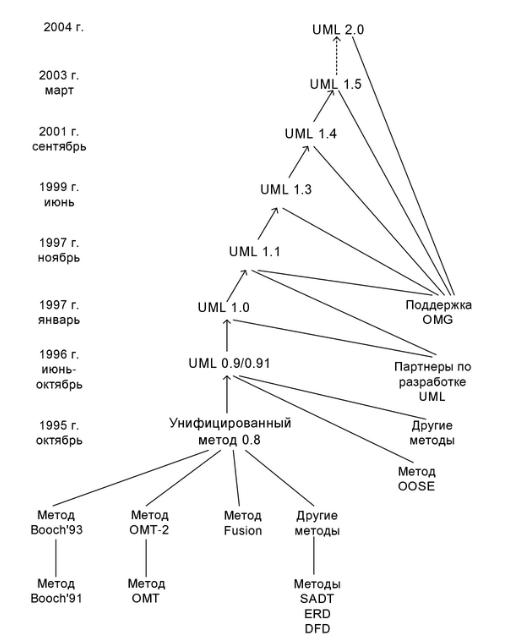 2004 г.
UML 2.0
2003 г.
март
UML 1.5
2001 г.
сентябрь
UML 1.4
1999 г.
июнь
UML 1.3
1997 г.
ноябрь
UML 1.1
1997 г.
январь
UML 1.0
Поддержка
OMG
1996 г.
июнь-
октябрь
UML 0.9/0.91
Партнеры по
разработке
UML
1995 г.
октябрь
Унифицированный
метод 0.8
Другие
методы
Метод
OOSE
Метод
Booch'93
Метод
OMT-2
Метод
Fusion
Другие
методы
Метод
Booch'91
Метод
OMT
Методы
SADT
ERD
DFD